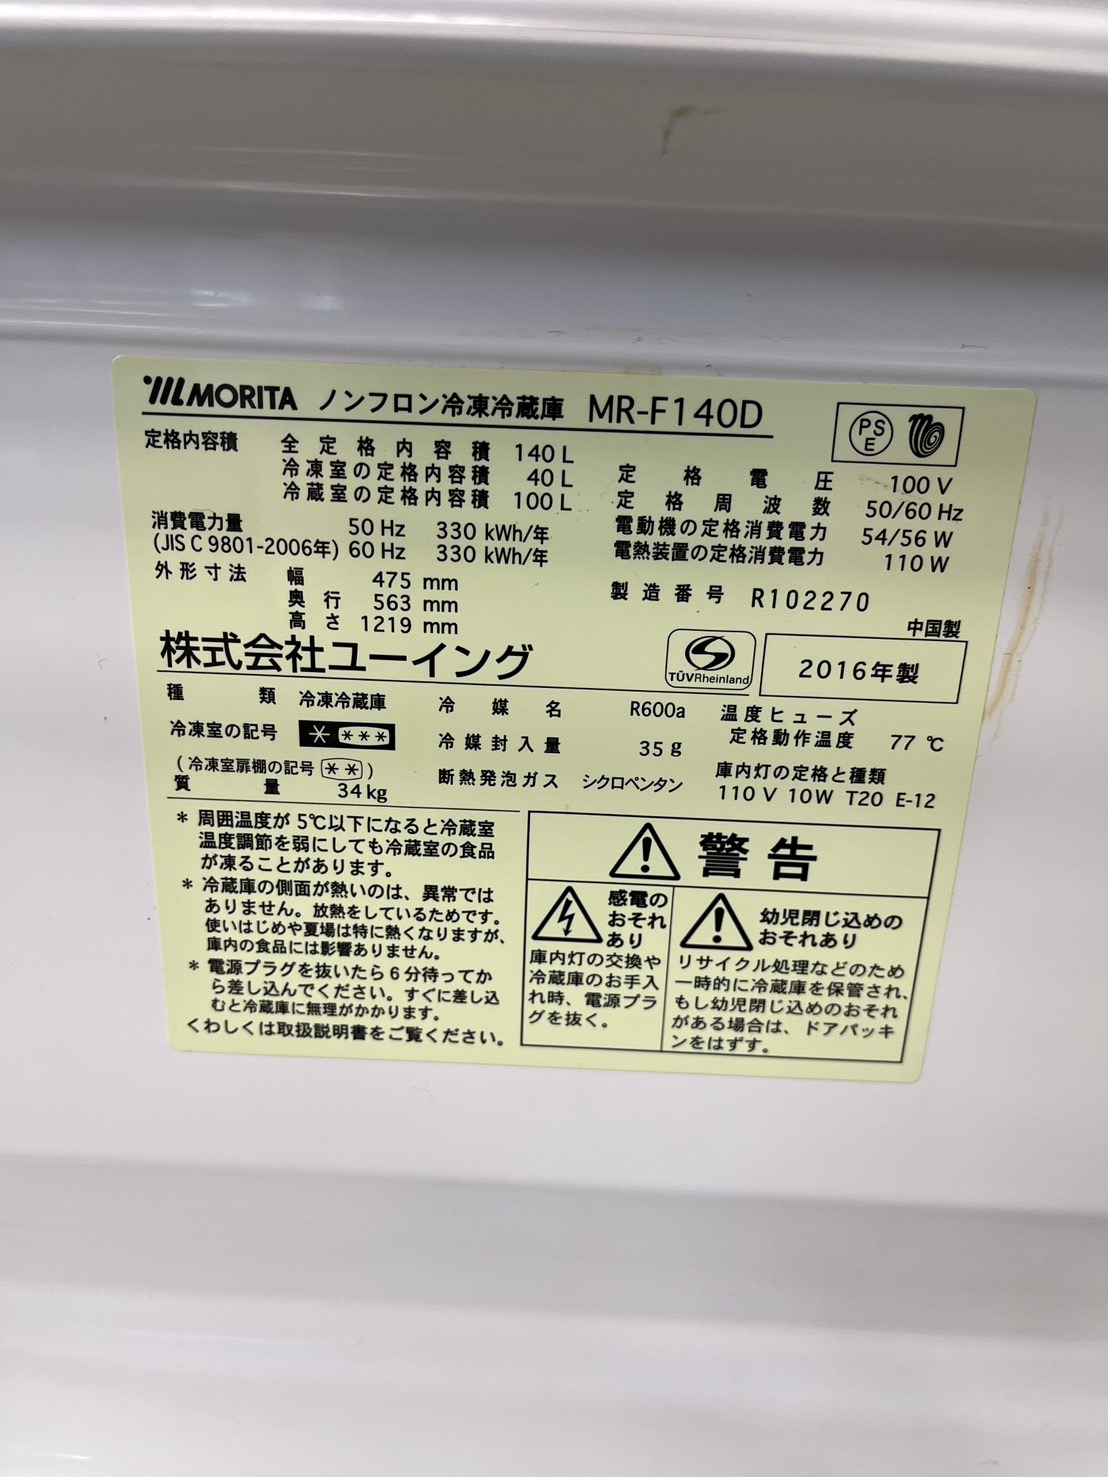 MORITA ノンフロン冷凍冷蔵庫 MR-F140D
PS E
定格内容積 全定格内容積 140 L
冷凍室の定格内容積 40 L
冷蔵室の定格内容積 100 L
消費電力量 50 Hz 330 kWh/年
(JIS C 9801-2006年) 60 Hz 330 kWh/年
外形寸法 幅 475 mm
奥行 563 mm
高さ 1219 mm
定格電圧 100 V
定格周波数 50/60 Hz
電動機の定格消費電力 54/56 W
電熱装置の定格消費電力 110 W
製造番号 R102270
中国製
株式会社ユーイング
TÜVRheinland
2016年製
種類 冷凍冷蔵庫
冷凍室の記号
(冷凍室扉棚の記号)
質量 34kg
冷媒名 R600a
冷媒封入量 35 g
断熱発泡ガス シクロペンタン
温度ヒューズ
定格動作温度 77 ℃
庫内灯の定格と種類
110 V 10W T20 E-12
* 周囲温度が 5℃以下になると冷蔵室
温度調節を弱にしても冷蔵室の食品
が凍ることがあります。
* 冷蔵庫の側面が熱いのは、異常では
ありません。放熱をしているためです。
使いはじめや夏場は特に熱くなりますが、
庫内の食品には影響ありません。
* 電源プラグを抜いたら6分待ってか
ら差し込んでください。すぐに差し込
むと冷蔵庫に無理がかかります。
くわしくは取扱説明書をご覧ください。
警告
感電の
おそれ
あり
庫内灯の交換や
冷蔵庫のお手入
れ時、電源プラ
グを抜く。
幼児閉じ込めの
おそれあり
リサイクル処理などのため
一時的に冷蔵庫を保管され、
もし幼児閉じ込めのおそれ
がある場合は、ドアパッキ
ンをはずす。